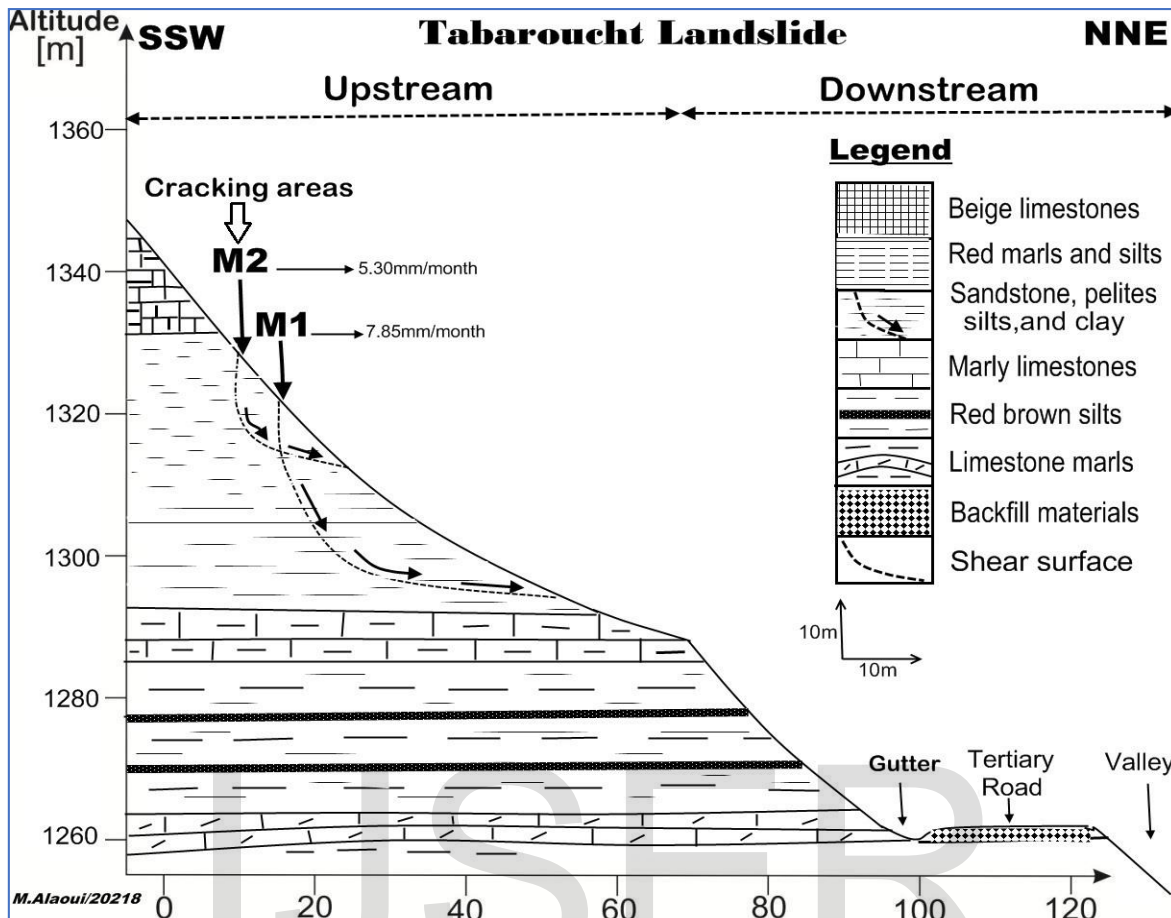 Altitude
[m]
SSW
Tabaroucht Landslide
NNE
Upstream
Downstream
1360
1340
1320
1300
1280
1260
Cracking areas
M2
5.30mm/month
M1
7.85mm/month
Legend
Beige limestones
Red marls and silts
Sandstone, pelites
silts,and clay
Marly limestones
Red brown silts
Limestone marls
Backfill materials
Shear surface
10m
10m
Gutter
Tertiary
Road
Valley
IJSER
M.Alaoui/20218
0
20
40
60
80
100
120